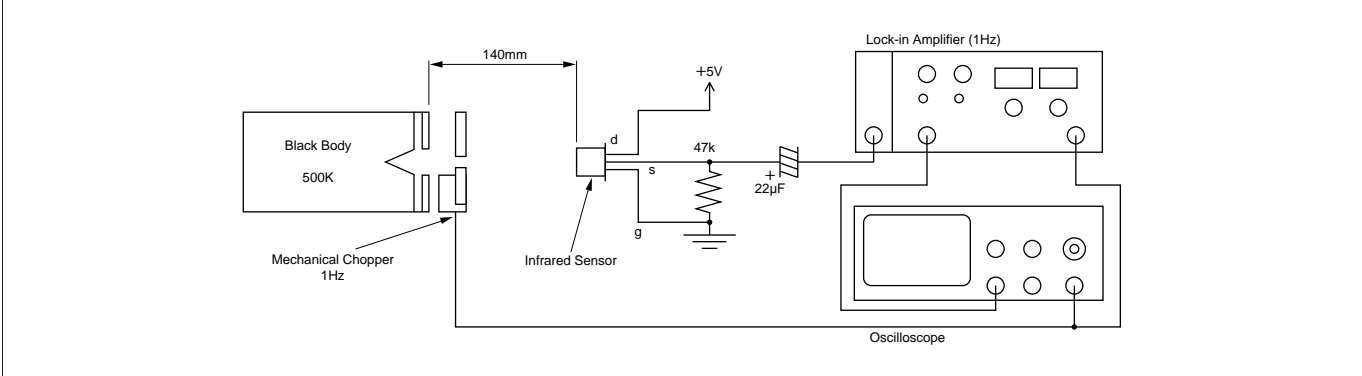 Lock-in Amplifier (1Hz)
140mm
+5V
d
Black Body
500K
47k
s
+
22μF
g
Mechanical Chopper
1Hz
Infrared Sensor
Oscilloscope